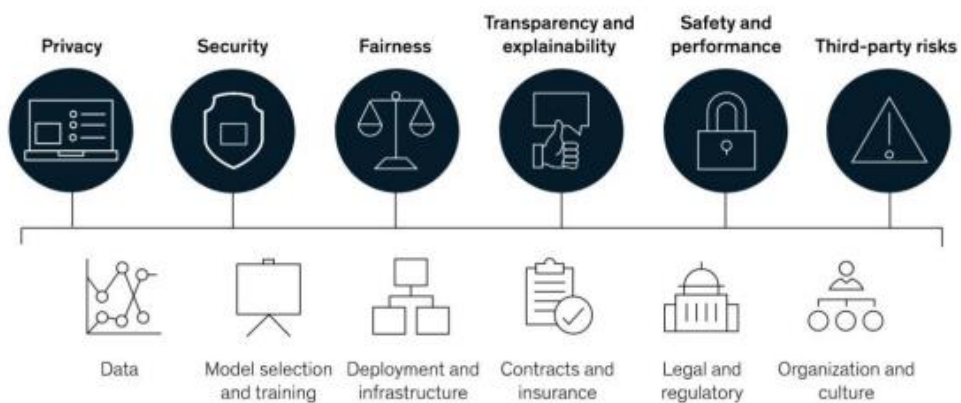 Privacy
Security
Fairness
Transparency and
explainability
Safety and
performance
Third-party risks
Data
Model selection
and training
Deployment and
infrastructure
Contracts and
insurance
Legal and
regulatory
Organization and
culture